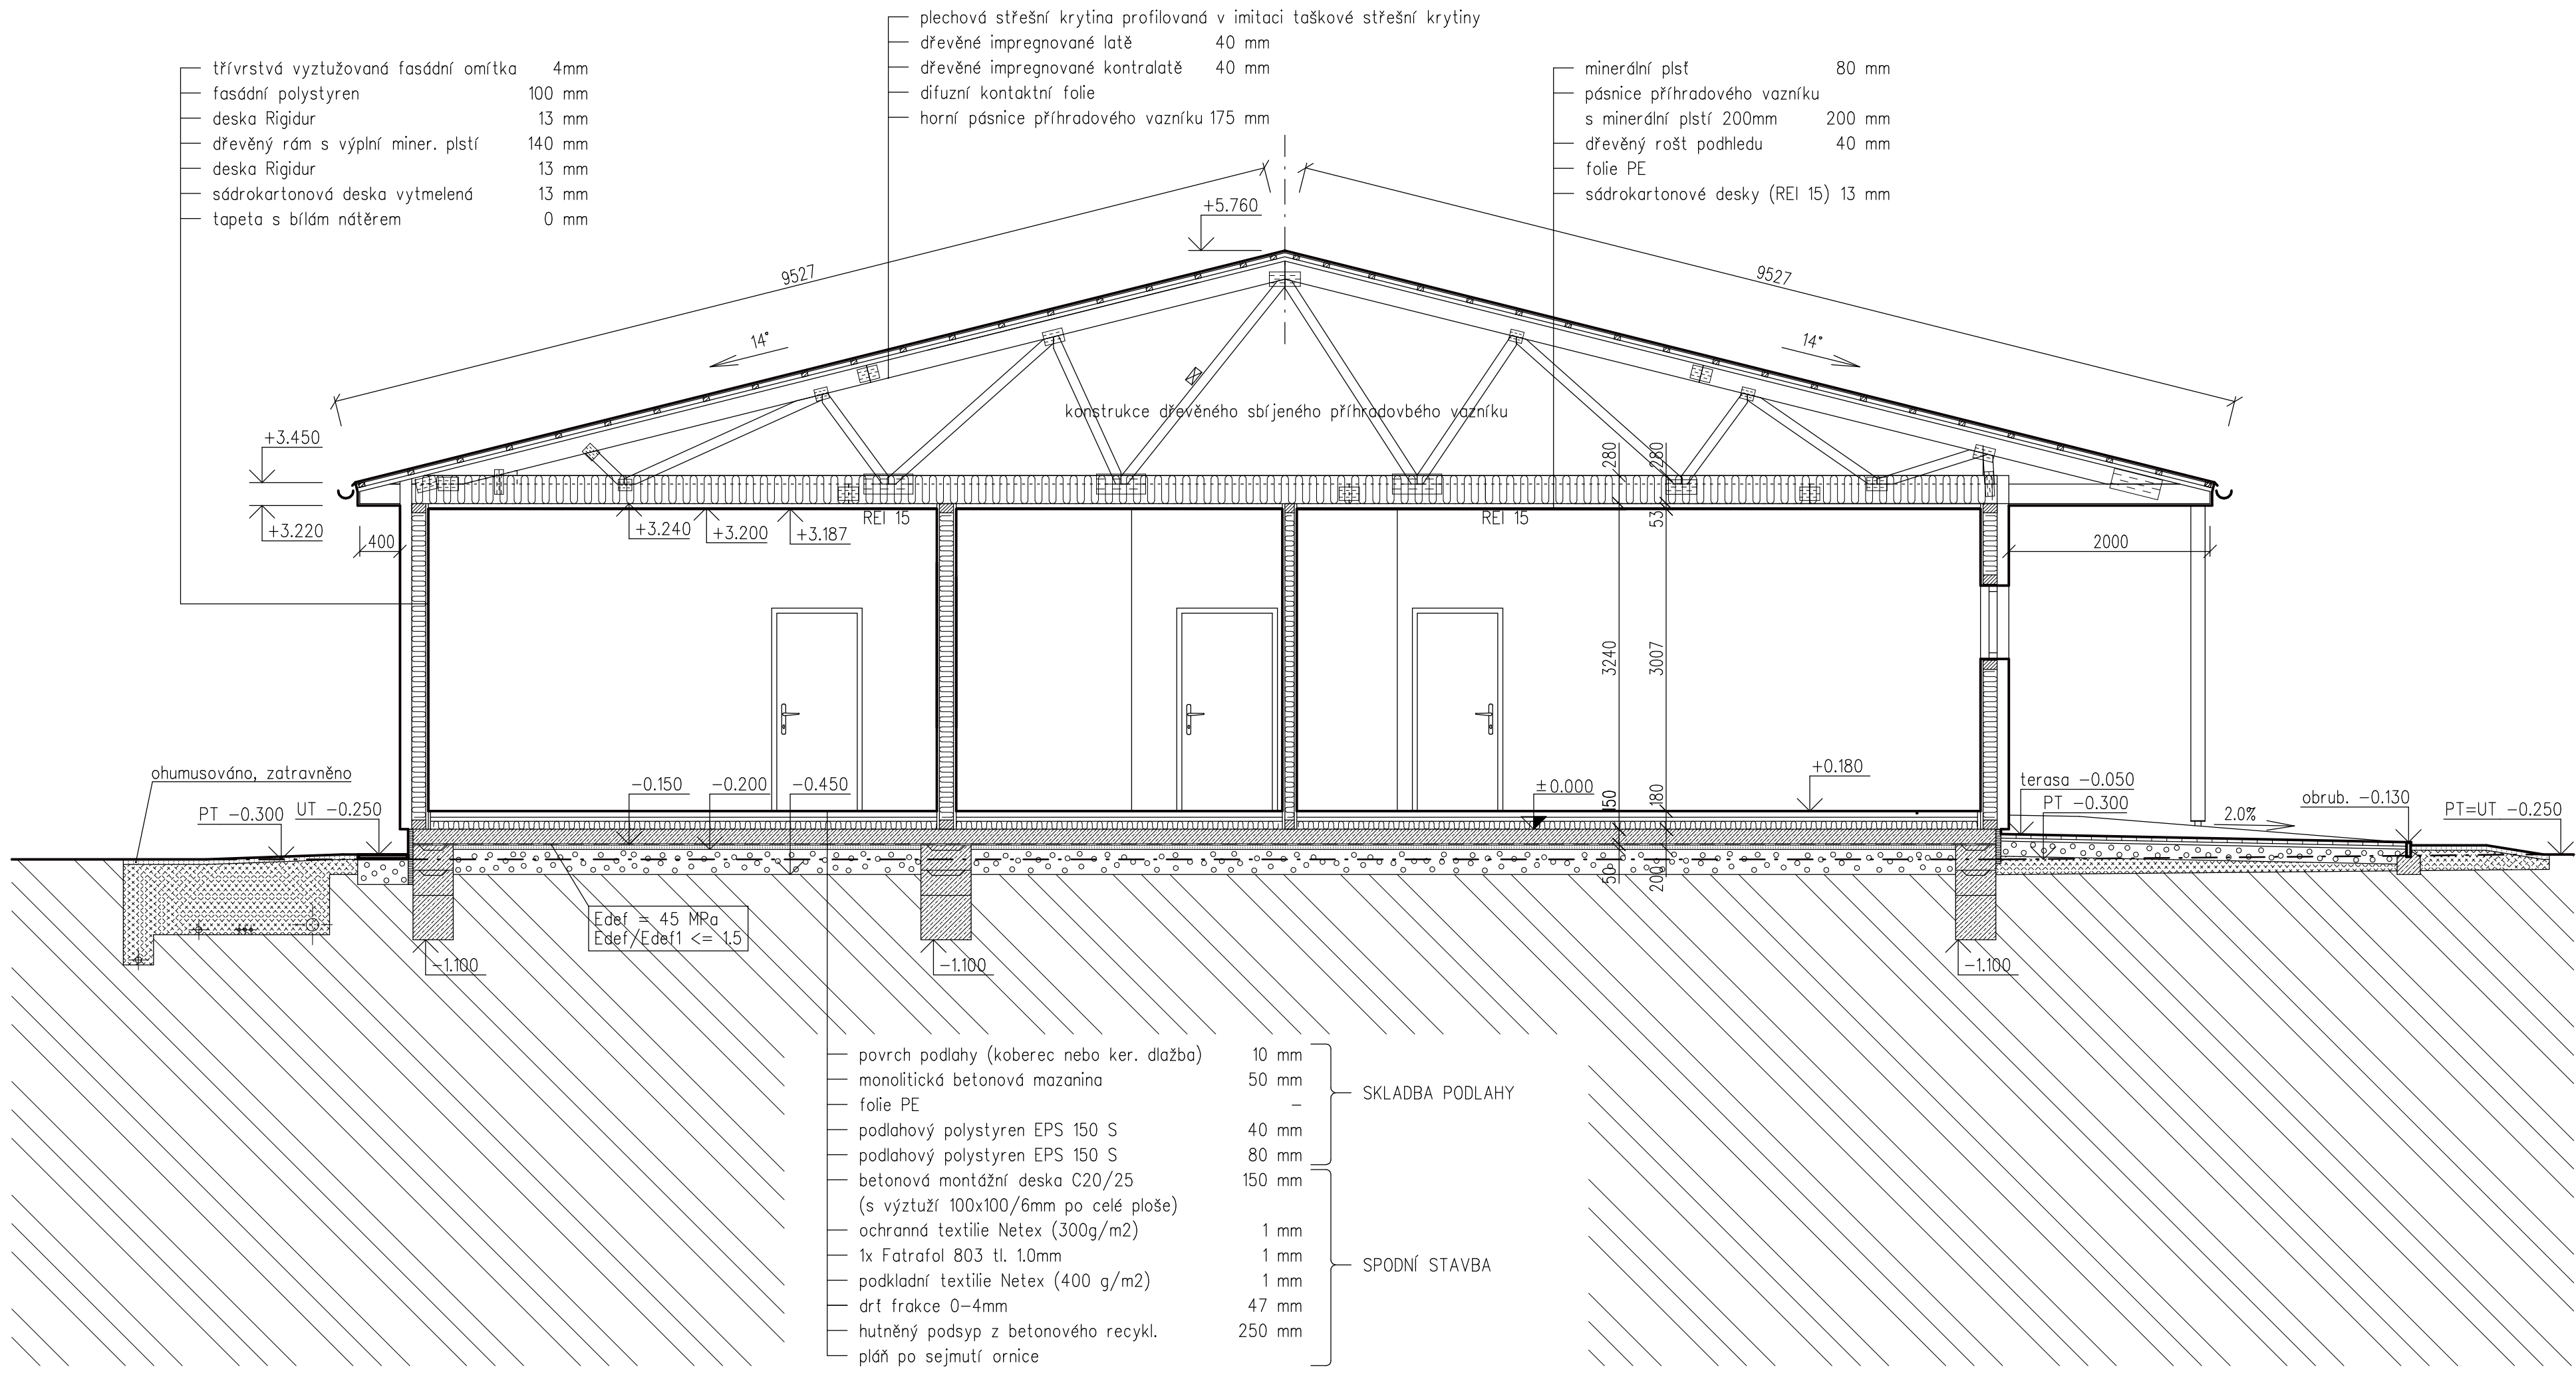 plechová střešní krytina profilovaná v imitaci taškové střešní krytiny
dřevěné impregnované latě 40 mm
dřevěné impregnované kontralatě 40 mm
difuzní kontaktní folie
horní pásnice příhradového vazníku 175 mm
třívrstvá vyztužovaná fasádní omítka 4mm
fasádní polystyren 100 mm
deska Rigidur 13 mm
dřevěný rám s výplní miner. plstí 140 mm
deska Rigidur 13 mm
sádrokartonová deska vytmelená 13 mm
tapeta s bílám nátěrem 0 mm
minerální plsť 80 mm
pásnice příhradového vazníku
s minerální plstí 200mm 200 mm
dřevěný rošt podhledu 40 mm
folie PE
sádrokartonové desky (REI 15) 13 mm
+5.760
9527
9527
14°
14°
konstrukce dřevěného sbíjeného příhradovbého vazníku
+3.450
280
280
+3.220
400
+3.240
+3.200
+3.187
REI 15
REI 15
53
2000
3240
3007
ohumusováno, zatravněno
PT -0.300
UT -0.250
-0.150
-0.200
-0.450
±0.000
150
180
+0.180
terasa -0.050
PT -0.300
2.0%
obrub. -0.130
PT=UT -0.250
50
200
Edef = 45 MPa
Edef/Edef1 <= 1.5
-1.100
-1.100
-1.100
povrch podlahy (koberec nebo ker. dlažba) 10 mm
monolitická betonová mazanina 50 mm
folie PE -
podlahový polystyren EPS 150 S 40 mm
podlahový polystyren EPS 150 S 80 mm
SKLADBA PODLAHY
betonová montážní deska C20/25 150 mm
(s výztuží 100x100/6mm po celé ploše)
ochranná textilie Netex (300g/m2) 1 mm
1x Fatrafol 803 tl. 1.0mm 1 mm
podkladní textilie Netex (400 g/m2) 1 mm
drť frakce 0-4mm 47 mm
hutněný podsyp z betonového recykl. 250 mm
pláň po sejmutí ornice
SPODNÍ STAVBA